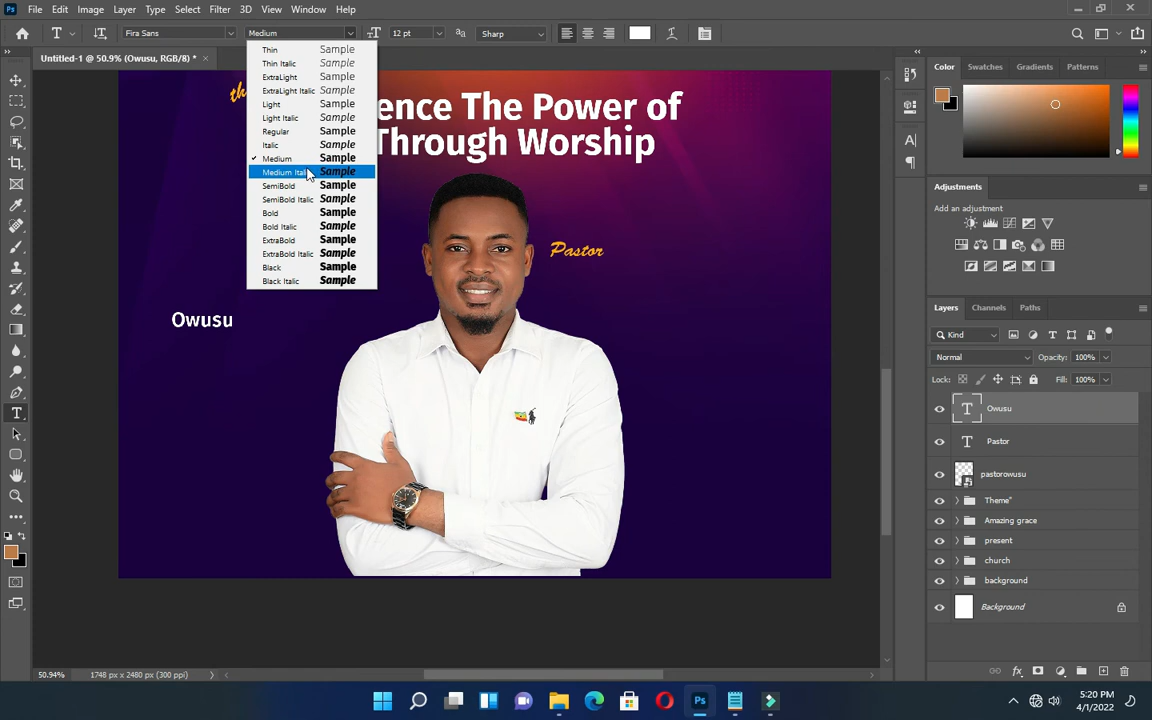 Ps File Edit Image Layer Type Select Filter 3D View Window Help
T Fira Sans Medium 12 pt Sharp
Untitled-1 @ 50.9% (Owusu, RGB/8) * ×
Thin Sample
Thin Italic Sample
ExtraLight Sample
ExtraLight Italic Sample
Light Sample
Light Italic Sample
Regular Sample
Italic Sample
Medium Sample
Medium Itali Sample
SemiBold Sample
SemiBold Italic Sample
Bold Sample
Bold Italic Sample
ExtraBold Sample
ExtraBold Italic Sample
Black Sample
Black Italic Sample
th
ence The Power of
Through Worship
Pastor
Owusu
Color Swatches Gradients Patterns
Adjustments
Add an adjustment
Layers Channels Paths
Kind
Normal Opacity: 100%
Lock: Fill: 100%
Owusu
Pastor
pastorowusu
Theme"
Amazing grace
present
church
background
Background
50.94% 1748 px x 2480 px (300 ppi)
Ps
5:20 PM
4/1/2022